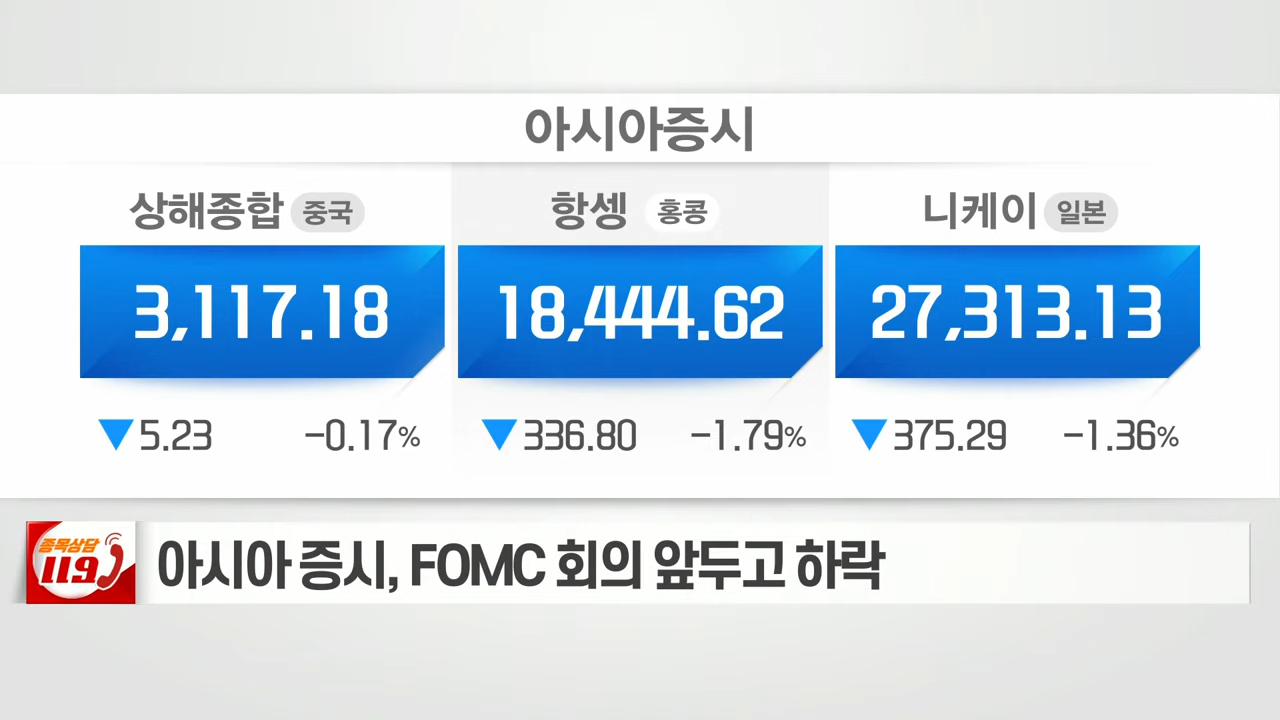 아시아증시
상해종합 중국
항셍 홍콩
니케이 일본
3,117.18
18,444.62
27,313.13
▼5.23 -0.17%
▼336.80 -1.79%
▼375.29 -1.36%
종목상담
119
아시아 증시, FOMC 회의 앞두고 하락